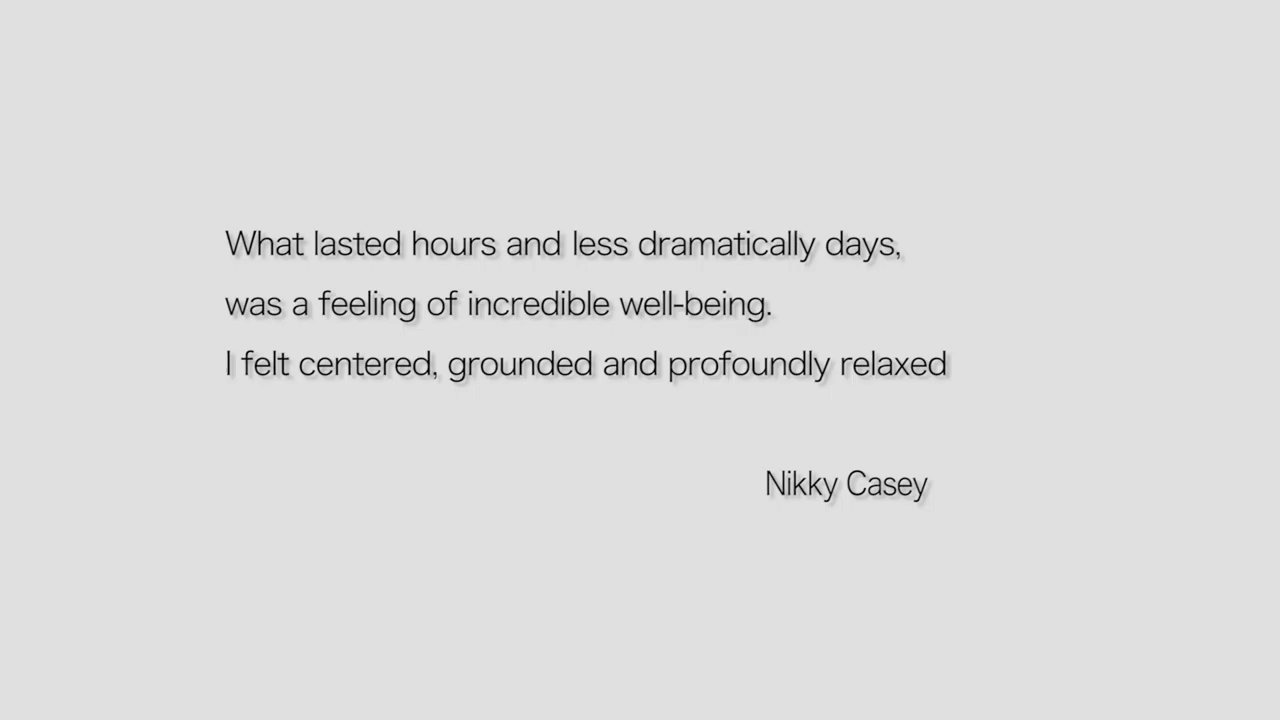 What lasted hours and less dramatically days,
was a feeling of incredible well-being.
I felt centered, grounded and profoundly relaxed
Nikky Casey